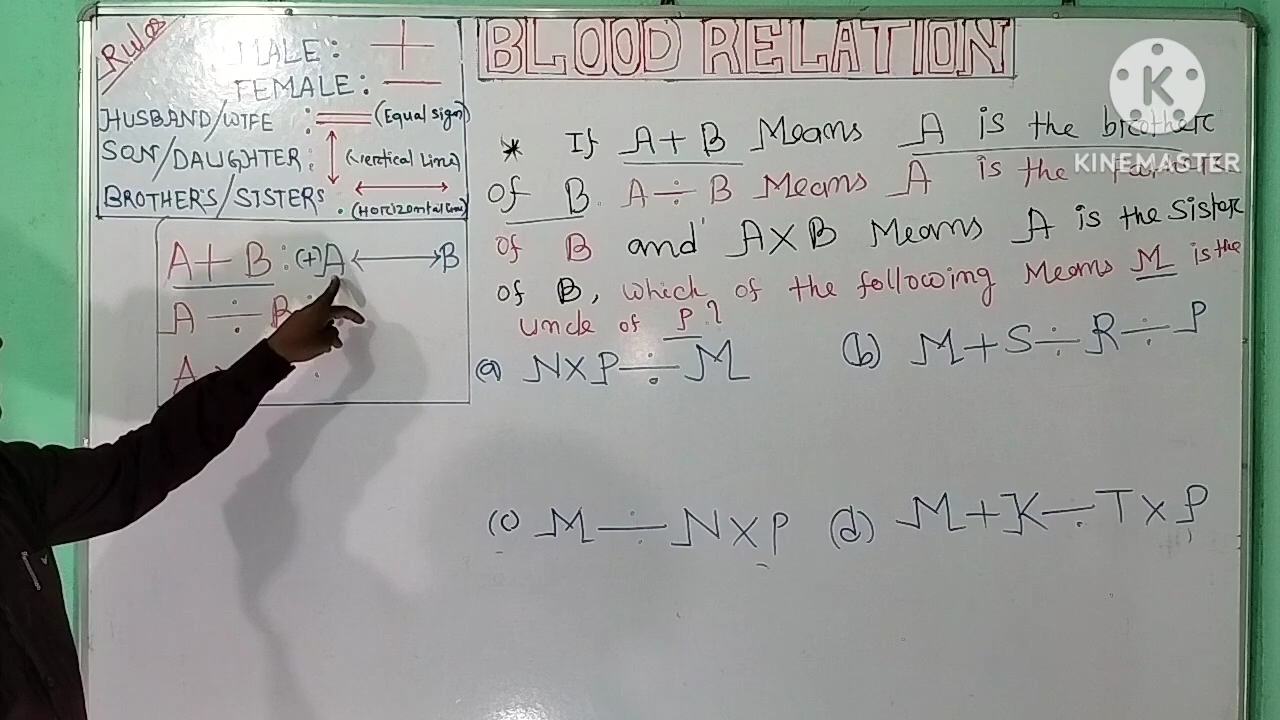 Rule
MALE: +
FEMALE: —
HUSBAND/WIFE : (Equal sign)
SON/DAUGHTER: (Vertical Line)
BROTHER'S/SISTERS : (Horizontal Line)
A+B : (+)A ⟷ B
A ÷ B :
A
BLOOD RELATION
* If A+B Means A is the brother
of B. A÷B Means A is the
of B and A×B Means A is the Sister
of B, which of the following Means M is the
uncle of P?
(a) N×P÷M
(b) M+S÷R÷P
(c) M÷N×P
(d) M+K÷T×P
K
KINEMASTER